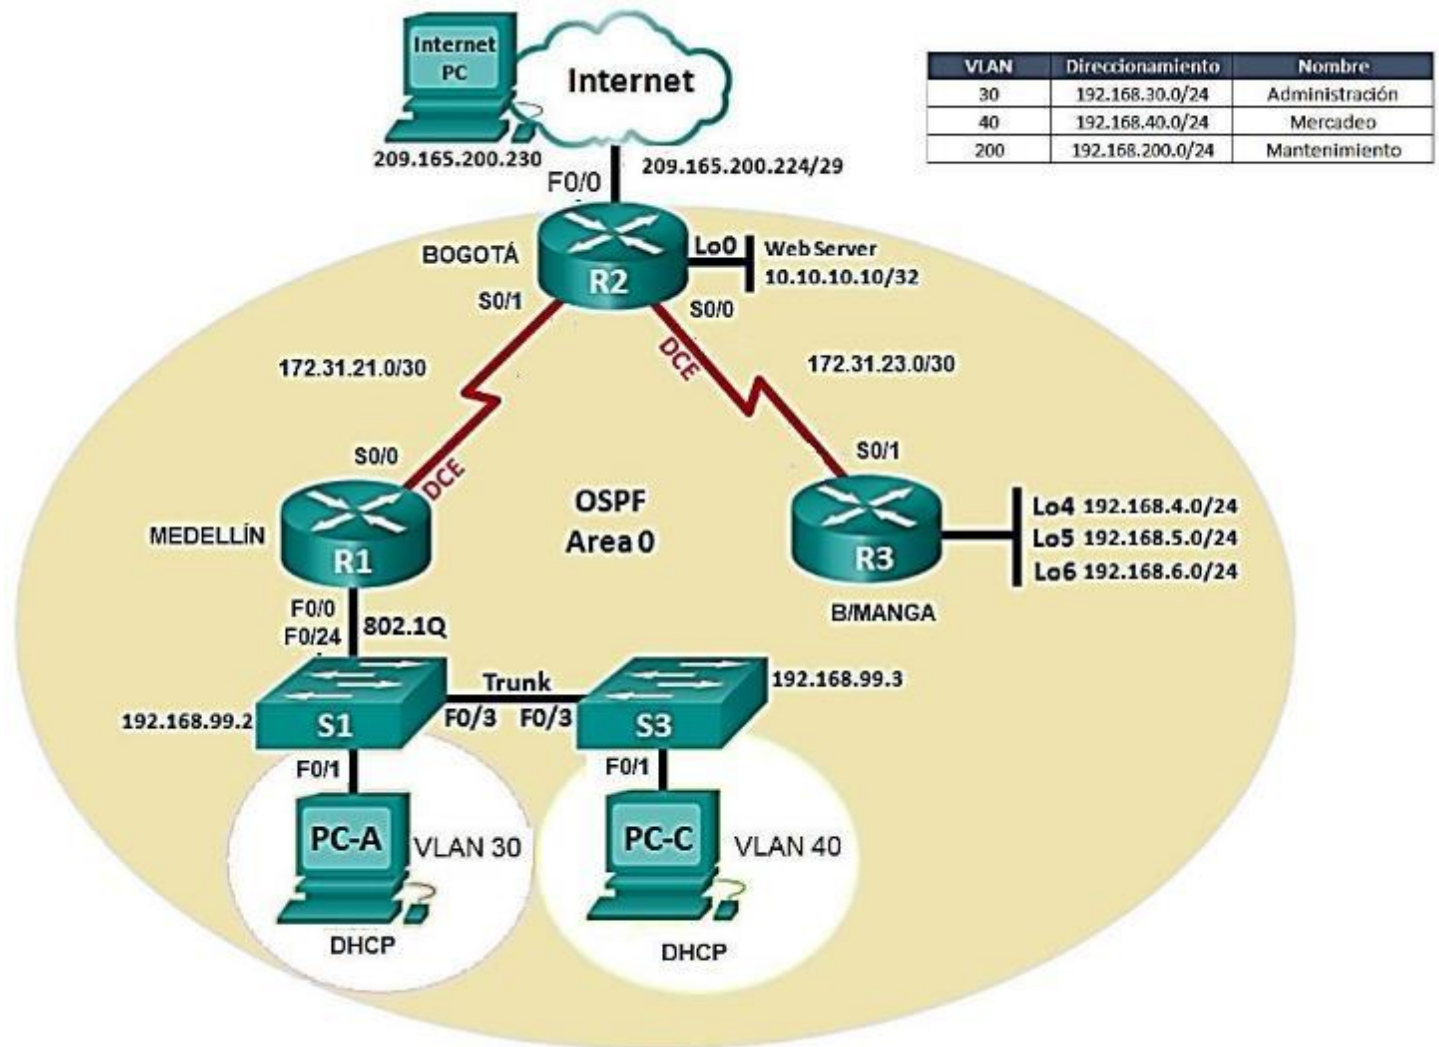 Internet
PC
Internet
209.165.200.230
209.165.200.224/29
F0/0
VLAN Direccionamiento Nombre
30 192.168.30.0/24 Administración
40 192.168.40.0/24 Mercadeo
200 192.168.200.0/24 Mantenimiento
BOGOTÁ
R2
Lo0
Web Server
10.10.10.10/32
S0/1
S0/0
DCE
172.31.21.0/30
172.31.23.0/30
S0/0
DCE
S0/1
OSPF
Area 0
MEDELLÍN
R1
R3
B/MANGA
Lo4 192.168.4.0/24
Lo5 192.168.5.0/24
Lo6 192.168.6.0/24
F0/0
F0/24
802.1Q
192.168.99.2
S1
Trunk
F0/3 F0/3
S3
192.168.99.3
F0/1
F0/1
PC-A
VLAN 30
DHCP
PC-C
VLAN 40
DHCP